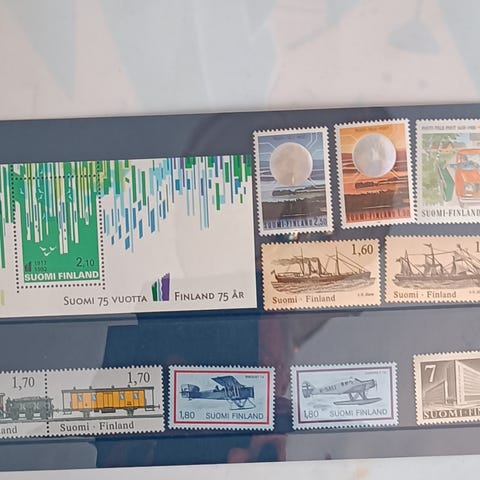 1917
1992
2,10
SUOMI FINLAND
SUOMI 75 VUOTTA
FINLAND 75 ÅR
SUOMI-FINLAND
SUOMI-FINLAND
SUOMI-FINLAND
1,60
Suomi - Finland
Suomi - Finland
1,70
1,70
Suomi · Finland
1,80
SUOMI FINLAND
1,80
SUOMI FINLAND
7
SUOMI-FINLAND